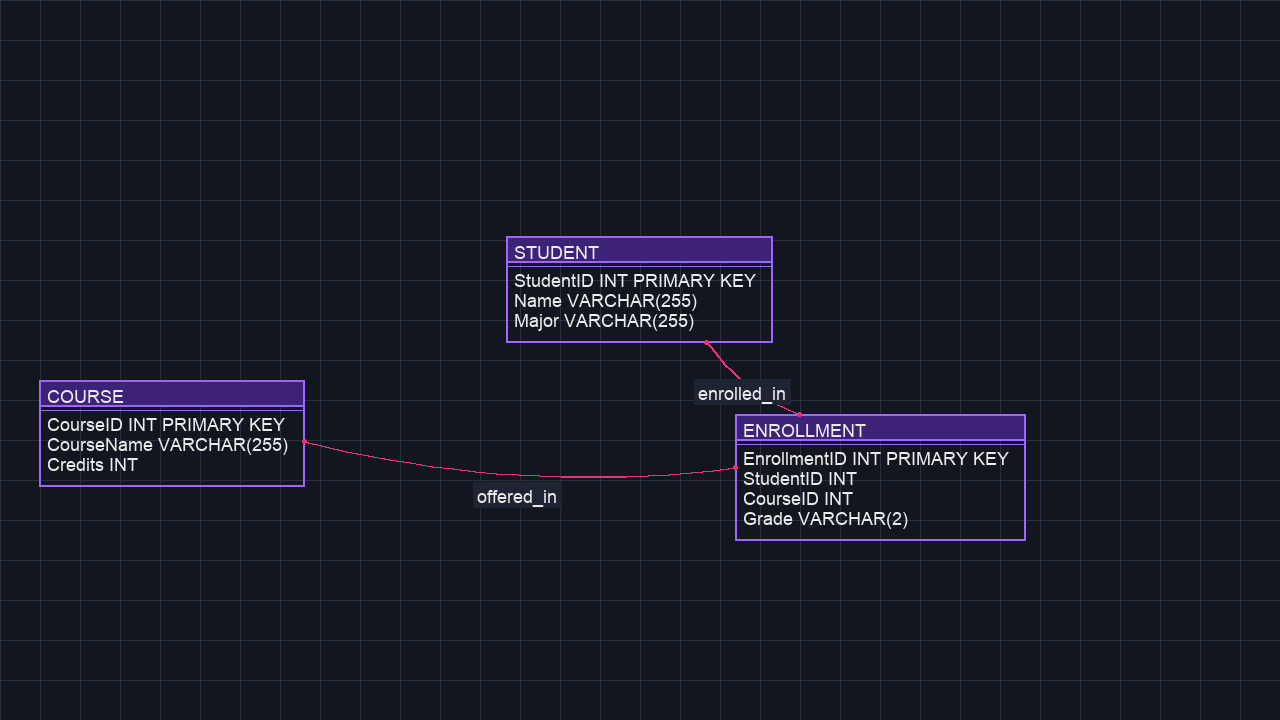 STUDENT
StudentID INT PRIMARY KEY
Name VARCHAR(255)
Major VARCHAR(255)
enrolled_in
COURSE
CourseID INT PRIMARY KEY
CourseName VARCHAR(255)
Credits INT
offered_in
ENROLLMENT
EnrollmentID INT PRIMARY KEY
StudentID INT
CourseID INT
Grade VARCHAR(2)